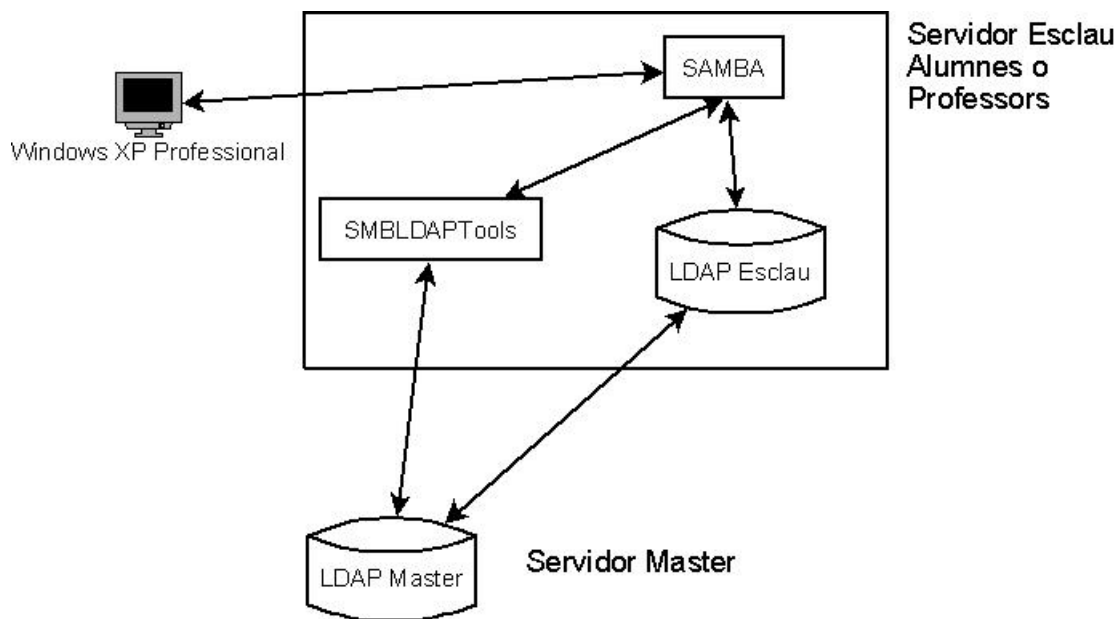 Servidor Esclau
Alumnes o
Professors
SAMBA
Windows XP Professional
SMBLDAPTools
LDAP Esclau
Servidor Master
LDAP Master